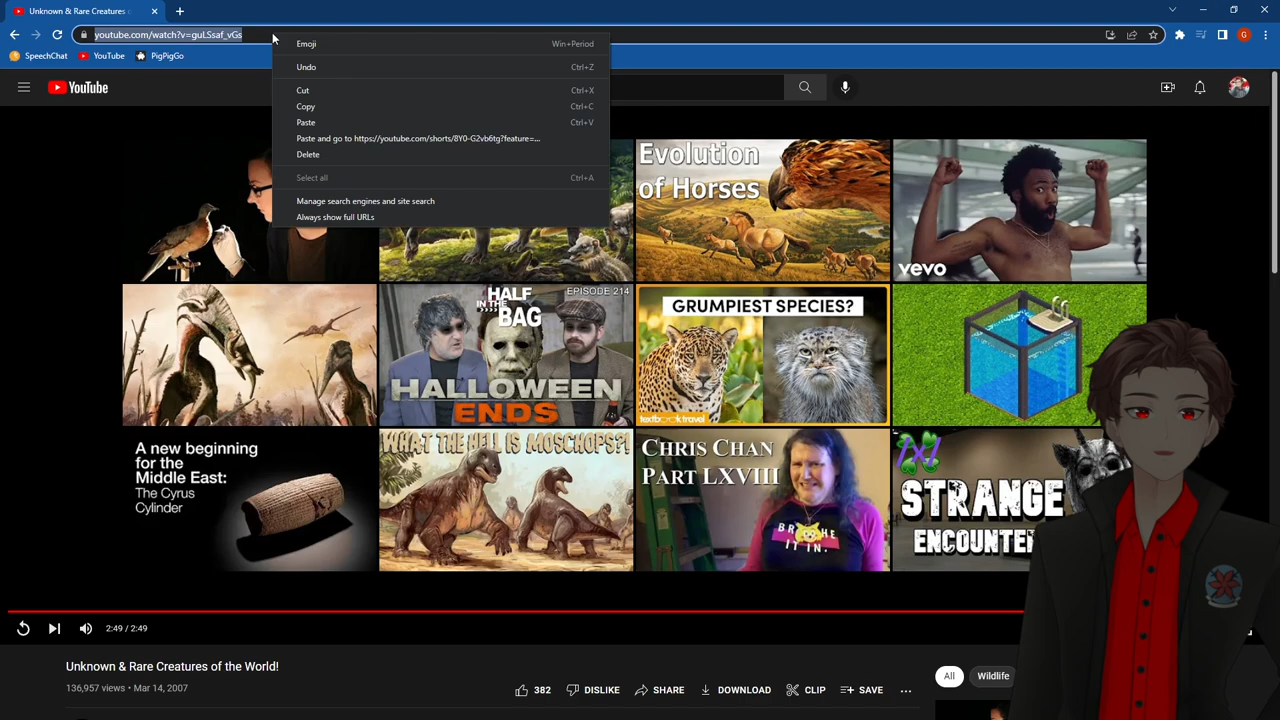 Unknown & Rare Creatures o
youtube.com/watch?v=guLSsaf_vGs
G
SpeechChat
YouTube
PigPigGo
Emoji Win+Period
Undo Ctrl+Z
Cut Ctrl+X
Copy Ctrl+C
Paste Ctrl+V
Paste and go to https://youtube.com/shorts/8Y0-G2vb6tg?feature=...
Delete
Select all Ctrl+A
Manage search engines and site search
Always show full URLs
YouTube
Evolution
of Horses
vevo
HALF
IN THE
BAG
EPISODE 214
HALLOWEEN
ENDS
GRUMPIEST SPECIES?
textbook travel
A new beginning
for the
Middle East:
The Cyrus
Cylinder
WHAT THE HELL IS MOSCHOPS?!
CHRIS CHAN
PART LXVIII
BREATHE
IT IN.
STRANGE
ENCOUNTE
2:49 / 2:49
Unknown & Rare Creatures of the World!
136,957 views • Mar 14, 2007
382
DISLIKE
SHARE
DOWNLOAD
CLIP
SAVE
All
Wildlife